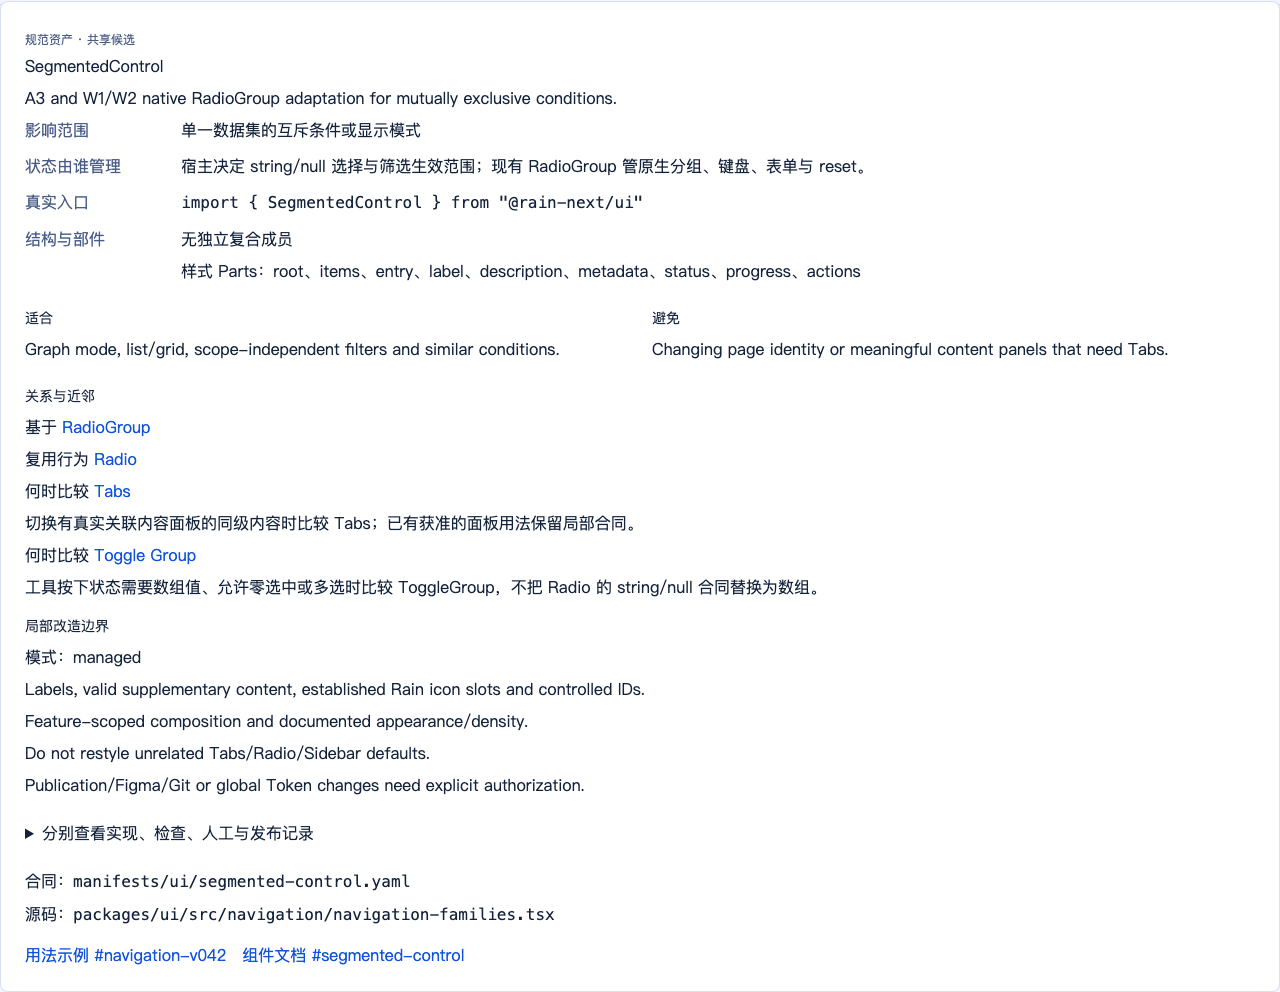 规范资产 · 共享候选
SegmentedControl
A3 and W1/W2 native RadioGroup adaptation for mutually exclusive conditions.
影响范围 单一数据集的互斥条件或显示模式
状态由谁管理 宿主决定 string/null 选择与筛选生效范围；现有 RadioGroup 管原生分组、键盘、表单与 reset。
真实入口 import { SegmentedControl } from "@rain-next/ui"
结构与部件 无独立复合成员
样式 Parts：root、items、entry、label、description、metadata、status、progress、actions
适合
Graph mode, list/grid, scope-independent filters and similar conditions.
避免
Changing page identity or meaningful content panels that need Tabs.
关系与近邻
基于 RadioGroup
复用行为 Radio
何时比较 Tabs
切换有真实关联内容面板的同级内容时比较 Tabs；已有获准的面板用法保留局部合同。
何时比较 Toggle Group
工具按下状态需要数组值、允许零选中或多选时比较 ToggleGroup，不把 Radio 的 string/null 合同替换为数组。
局部改造边界
模式：managed
Labels, valid supplementary content, established Rain icon slots and controlled IDs.
Feature-scoped composition and documented appearance/density.
Do not restyle unrelated Tabs/Radio/Sidebar defaults.
Publication/Figma/Git or global Token changes need explicit authorization.
▶ 分别查看实现、检查、人工与发布记录
合同：manifests/ui/segmented-control.yaml
源码：packages/ui/src/navigation/navigation-families.tsx
用法示例 #navigation-v042 组件文档 #segmented-control